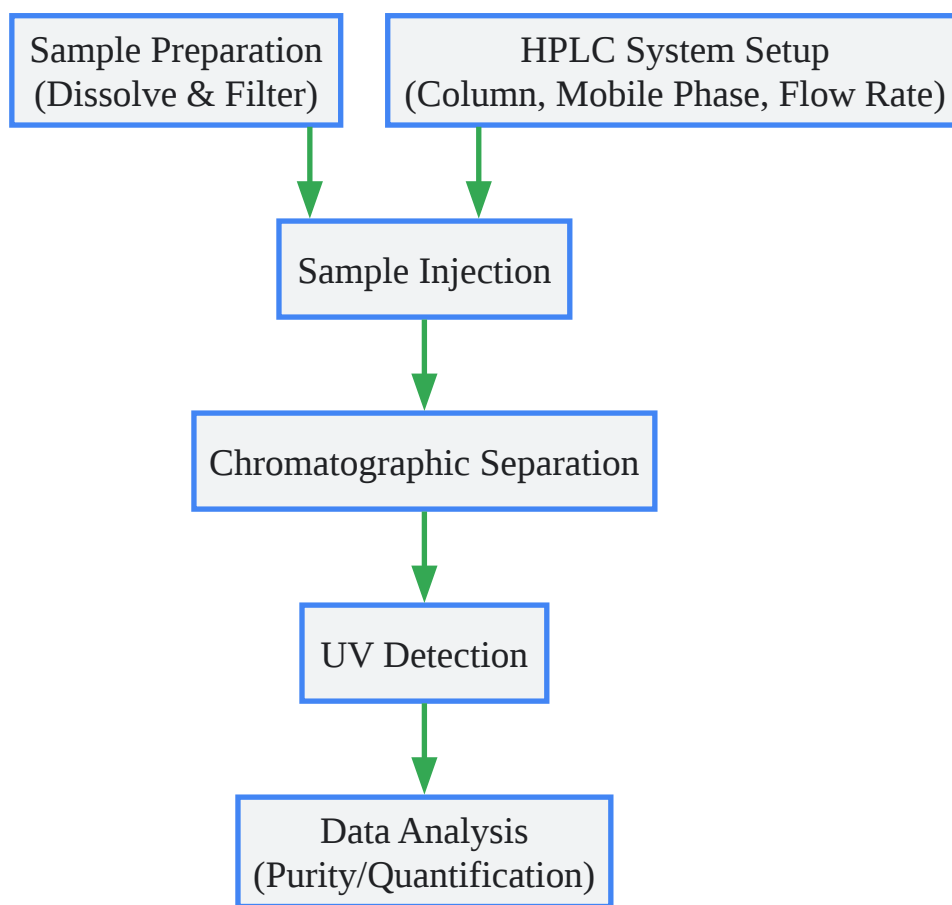 Sample Preparation
(Dissolve & Filter)
HPLC System Setup
(Column, Mobile Phase, Flow Rate)
Sample Injection
Chromatographic Separation
UV Detection
Data Analysis
(Purity/Quantification)